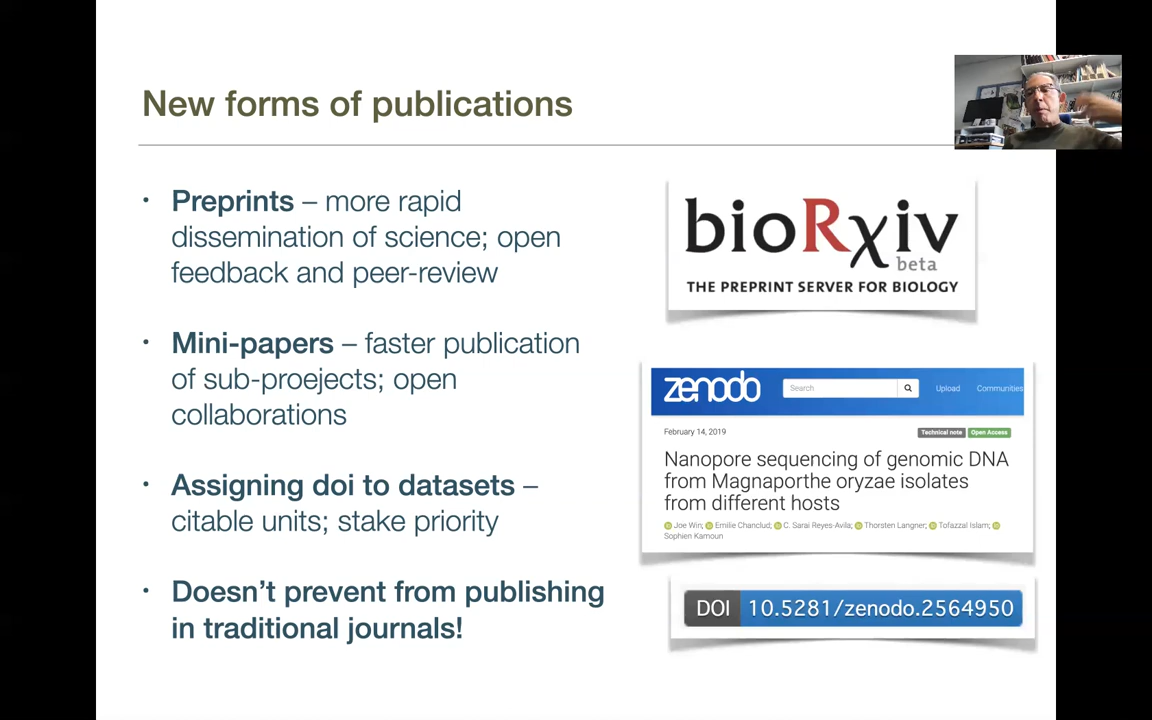 New forms of publications
• Preprints – more rapid
dissemination of science; open
feedback and peer-review
• Mini-papers – faster publication
of sub-proejects; open
collaborations
• Assigning doi to datasets –
citable units; stake priority
• Doesn't prevent from publishing
in traditional journals!
bioRχiv
beta
THE PREPRINT SERVER FOR BIOLOGY
zenodo
Search
Upload
Communities
February 14, 2019
Technical note
Open Access
Nanopore sequencing of genomic DNA
from Magnaporthe oryzae isolates
from different hosts
Joe Win; Emilie Chanclud; C. Sarai Reyes-Avila; Thorsten Langner; Tofazzal Islam;
Sophien Kamoun
DOI 10.5281/zenodo.2564950